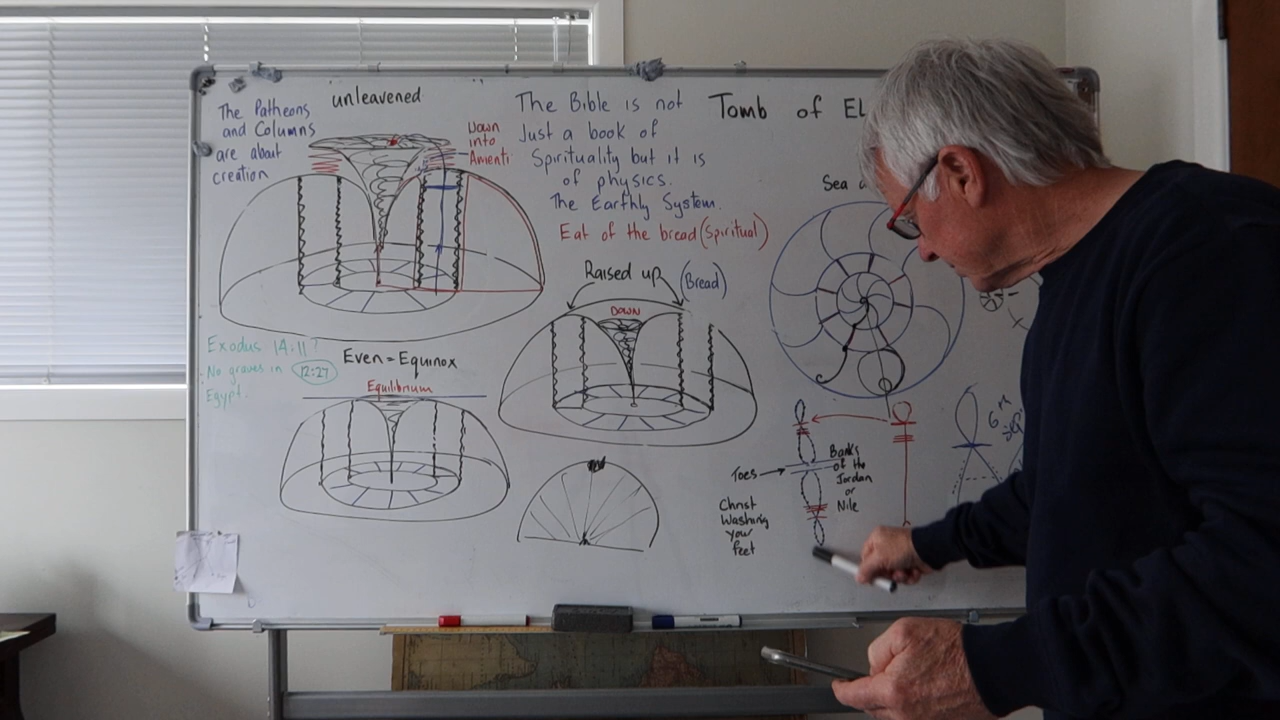 The Patheons
and Columns
are about
creation
unleavened
Down
into
Amenti
The Bible is not
Just a book of
Spirituality but it is
of physics.
The Earthly System.
Eat of the bread (Spiritual)
Tomb of EL
Sea a
Raised up (Bread)
DOWN
Exodus 14:11?
No graves in 12:27
Egypt.
Even = Equinox
Equilibrium
Toes
Banks
of the
Jordan
or
Nile
Christ
Washing
your
feet
6th